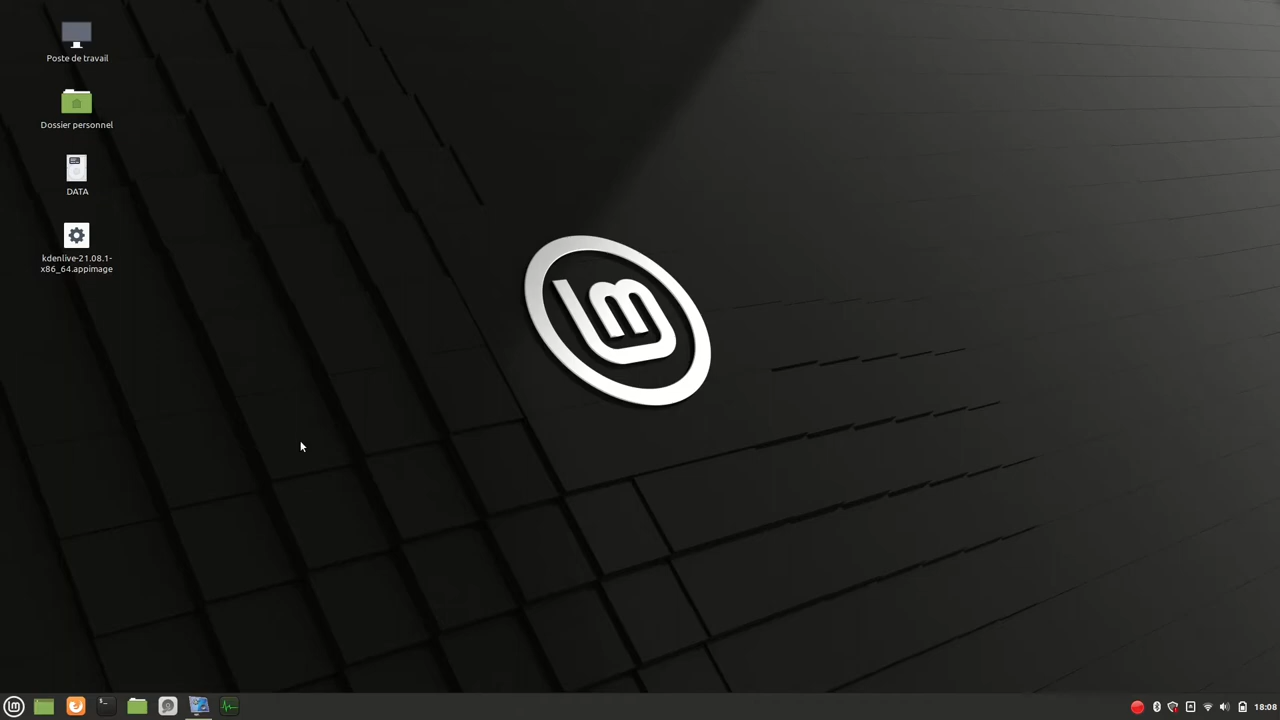 Poste de travail
Dossier personnel
DATA
kdenlive-21.08.1-
x86_64.appimage
18:08